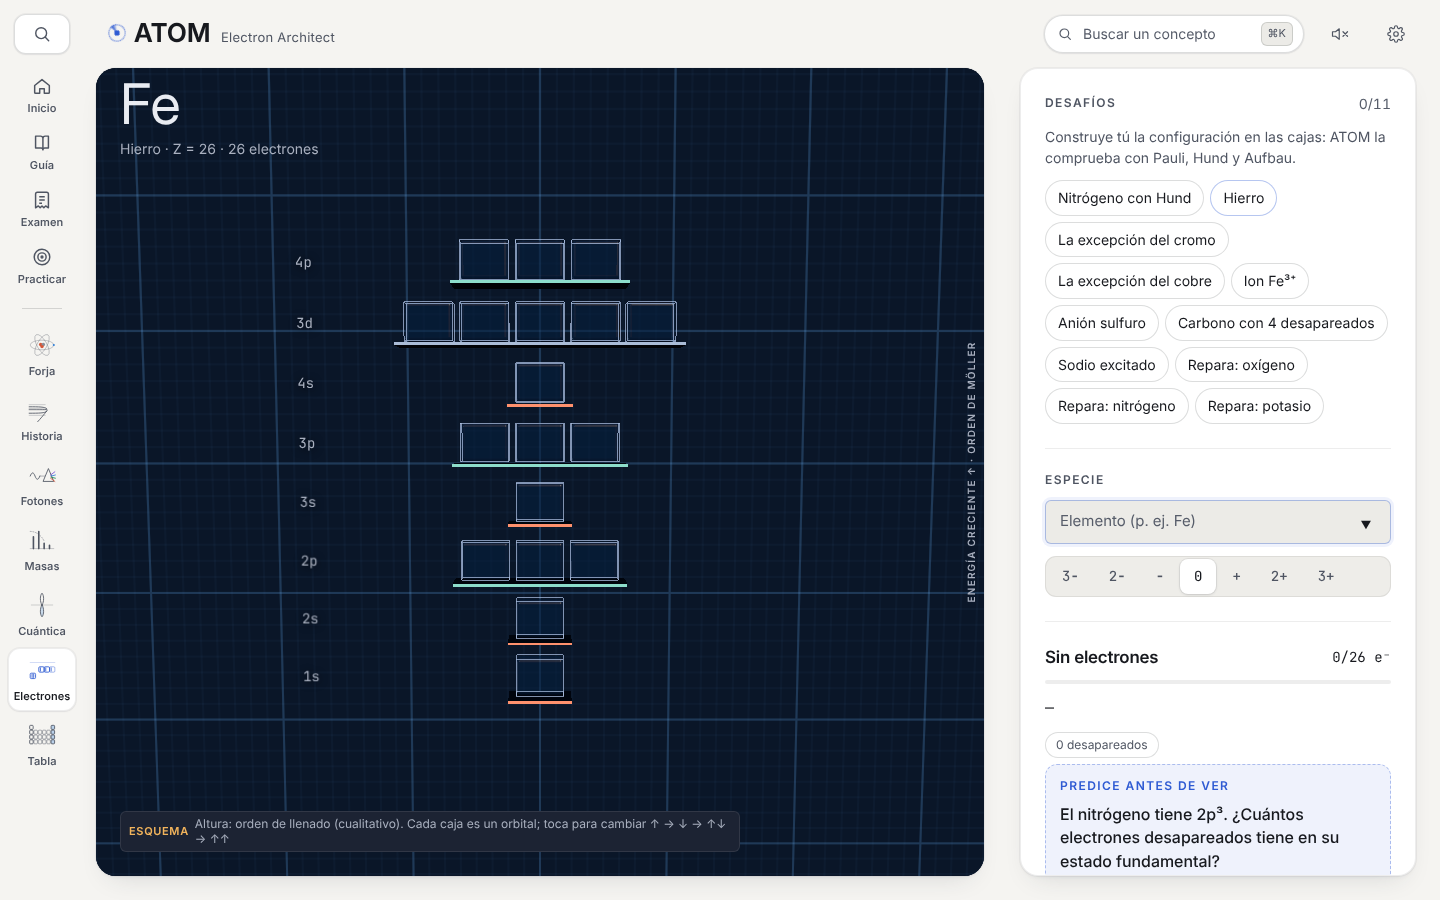 ATOM Electron Architect
Buscar un concepto ⌘K
Inicio
Guía
Examen
Practicar
Forja
Historia
Fotones
Masas
Cuántica
Electrones
Tabla
Fe
Hierro · Z = 26 · 26 electrones
4p
3d
4s
3p
3s
2p
2s
1s
ENERGÍA CRECIENTE ↑ · ORDEN DE MÖLLER
ESQUEMA Altura: orden de llenado (cualitativo). Cada caja es un orbital; toca para cambiar ↑ → ↓ → ↑↓
→ ↑↑
DESAFÍOS 0/11
Construye tú la configuración en las cajas: ATOM la
comprueba con Pauli, Hund y Aufbau.
Nitrógeno con Hund Hierro
La excepción del cromo
La excepción del cobre Ion Fe³⁺
Anión sulfuro Carbono con 4 desapareados
Sodio excitado Repara: oxígeno
Repara: nitrógeno Repara: potasio
ESPECIE
Elemento (p. ej. Fe)
3- 2- - 0 + 2+ 3+
Sin electrones 0/26 e⁻
—
0 desapareados
PREDICE ANTES DE VER
El nitrógeno tiene 2p³. ¿Cuántos
electrones desapareados tiene en su
estado fundamental?